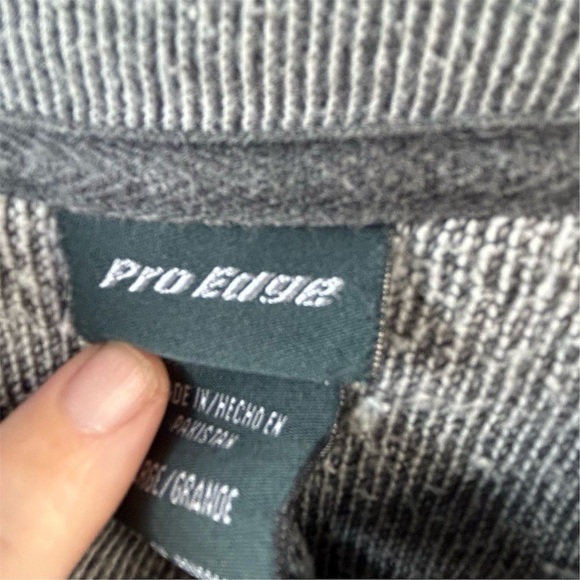 Pro Edge
DE IN/HECHO EN
PAKISTAN
RGE/GRANDE